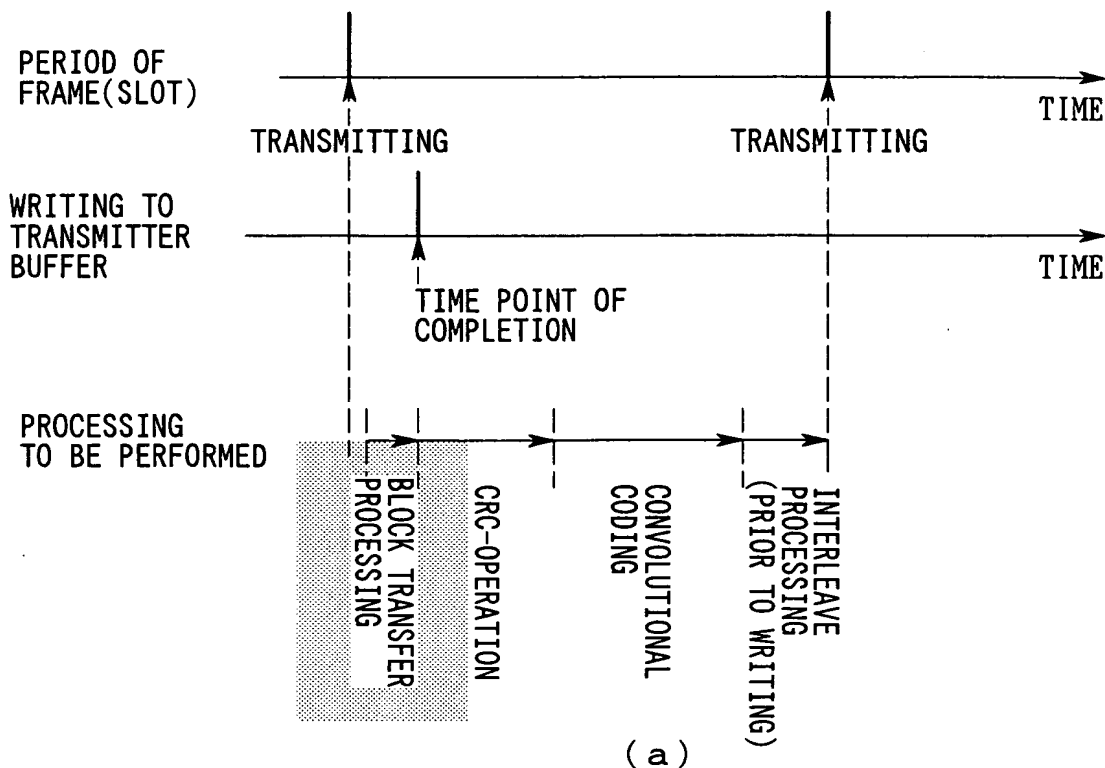 PERIOD OF
FRAME(SLOT)
TIME
TRANSMITTING
TRANSMITTING
WRITING TO
TRANSMITTER
BUFFER
TIME
TIME POINT OF
COMPLETION
PROCESSING
TO BE PERFORMED
BLOCK TRANSFER
PROCESSING
CRC-OPERATION
CONVOLUTIONAL
CODING
INTERLEAVE
PROCESSING
(PRIOR TO WRITING)
(a)